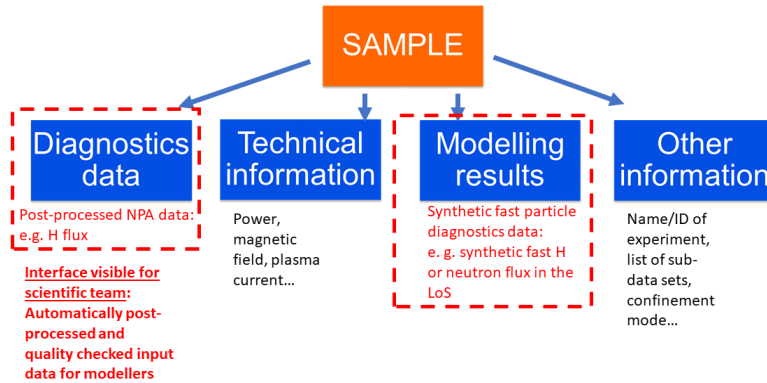 SAMPLE
Diagnostics
data
Post-processed NPA data:
e.g. H flux
Interface visible for
scientific team:
Automatically post-
processed and
quality checked input
data for modellers
Technical
information
Power,
magnetic
field, plasma
current...
Modelling
results
Synthetic fast particle
diagnostics data:
e. g. synthetic fast H
or neutron flux in the
LoS
Other
information
Name/ID of
experiment,
list of sub-
data sets,
confinement
mode...